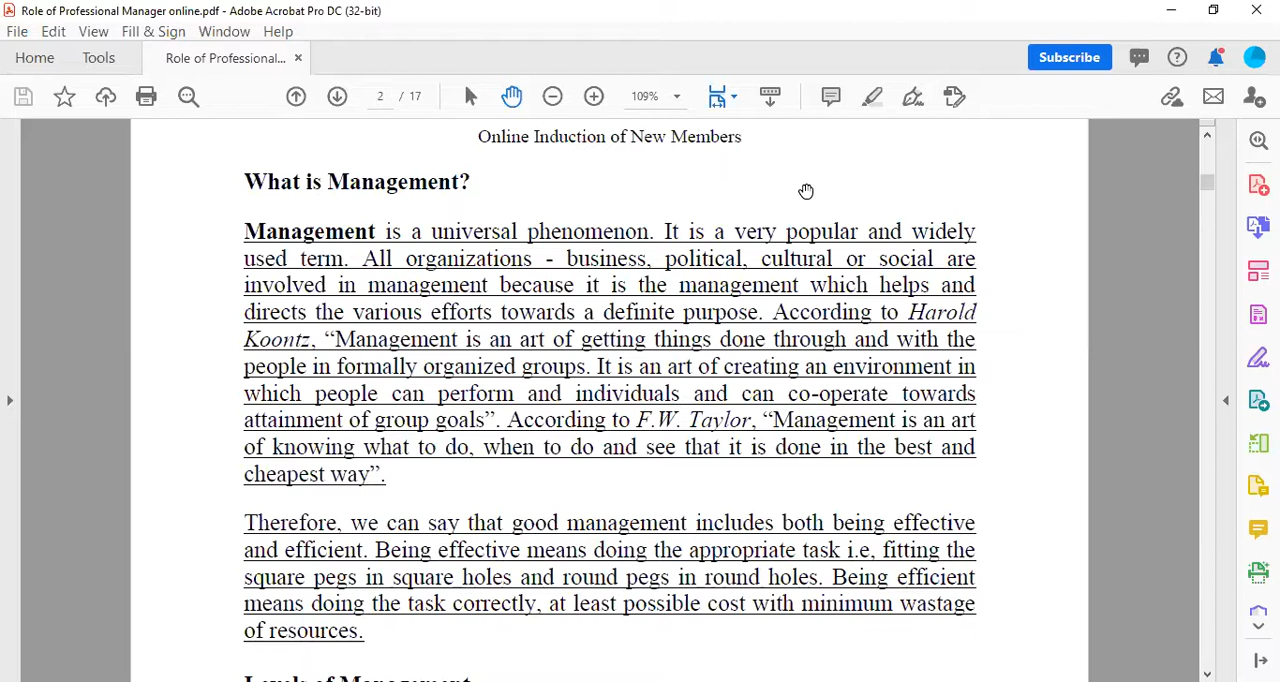 Role of Professional Manager online.pdf - Adobe Acrobat Pro DC (32-bit)
File Edit View Fill & Sign Window Help
Home Tools Role of Professional... ×
Subscribe
2 / 17 109%
Online Induction of New Members
What is Management?
Management is a universal phenomenon. It is a very popular and widely
used term. All organizations - business, political, cultural or social are
involved in management because it is the management which helps and
directs the various efforts towards a definite purpose. According to Harold
Koontz, “Management is an art of getting things done through and with the
people in formally organized groups. It is an art of creating an environment in
which people can perform and individuals and can co-operate towards
attainment of group goals”. According to F.W. Taylor, “Management is an art
of knowing what to do, when to do and see that it is done in the best and
cheapest way”.
Therefore, we can say that good management includes both being effective
and efficient. Being effective means doing the appropriate task i.e, fitting the
square pegs in square holes and round pegs in round holes. Being efficient
means doing the task correctly, at least possible cost with minimum wastage
of resources.
Levels of Management